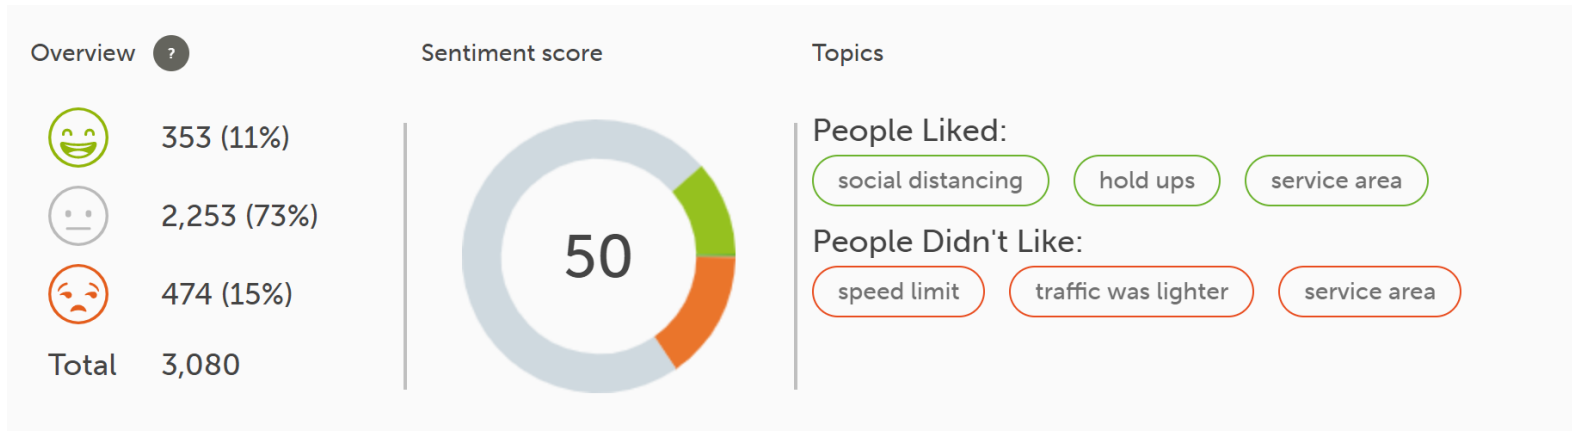 Overview ?
353 (11%)
2,253 (73%)
474 (15%)
Total 3,080
Sentiment score
50
Topics
People Liked:
social distancing hold ups service area
People Didn't Like:
speed limit traffic was lighter service area